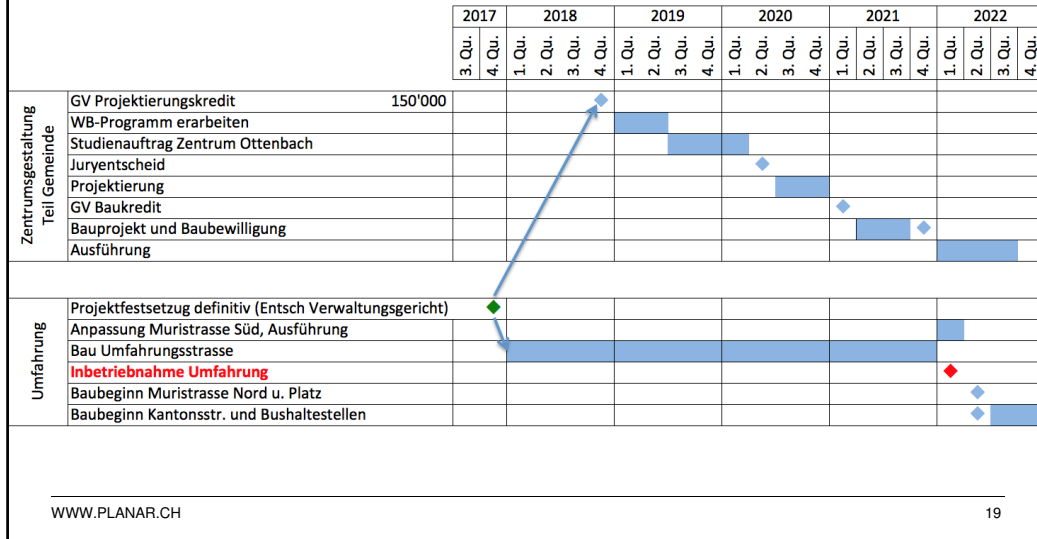 2017 2018 2019 2020 2021 2022
3. Qu. 4. Qu. 1. Qu. 2. Qu. 3. Qu. 4. Qu. 1. Qu. 2. Qu. 3. Qu. 4. Qu. 1. Qu. 2. Qu. 3. Qu. 4. Qu. 1. Qu. 2. Qu. 3. Qu. 4. Qu. 1. Qu. 2. Qu. 3. Qu. 4. Qu.
Zentrumsgestaltung
Teil Gemeinde
GV Projektierungskredit 150'000
WB-Programm erarbeiten
Studienauftrag Zentrum Ottenbach
Juryentscheid
Projektierung
GV Baukredit
Bauprojekt und Baubewilligung
Ausführung
Umfahrung
Projektfestsetzug definitiv (Entsch Verwaltungsgericht)
Anpassung Muristrasse Süd, Ausführung
Bau Umfahrungsstrasse
Inbetriebnahme Umfahrung
Baubeginn Muristrasse Nord u. Platz
Baubeginn Kantonsstr. und Bushaltestellen
WWW.PLANAR.CH 19